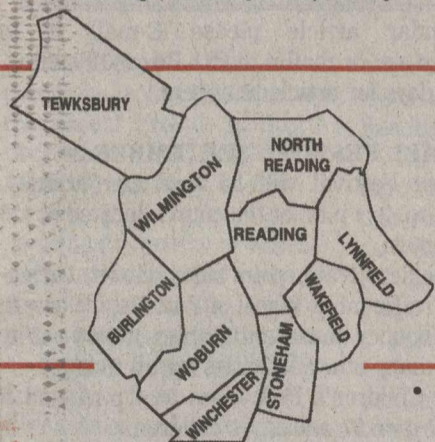 TEWKSBURY
WILMINGTON
NORTH
READING
READING
LYNNFIELD
BURLINGTON
WAKEFIELD
WOBURN
STONEHAM
WINCHESTER